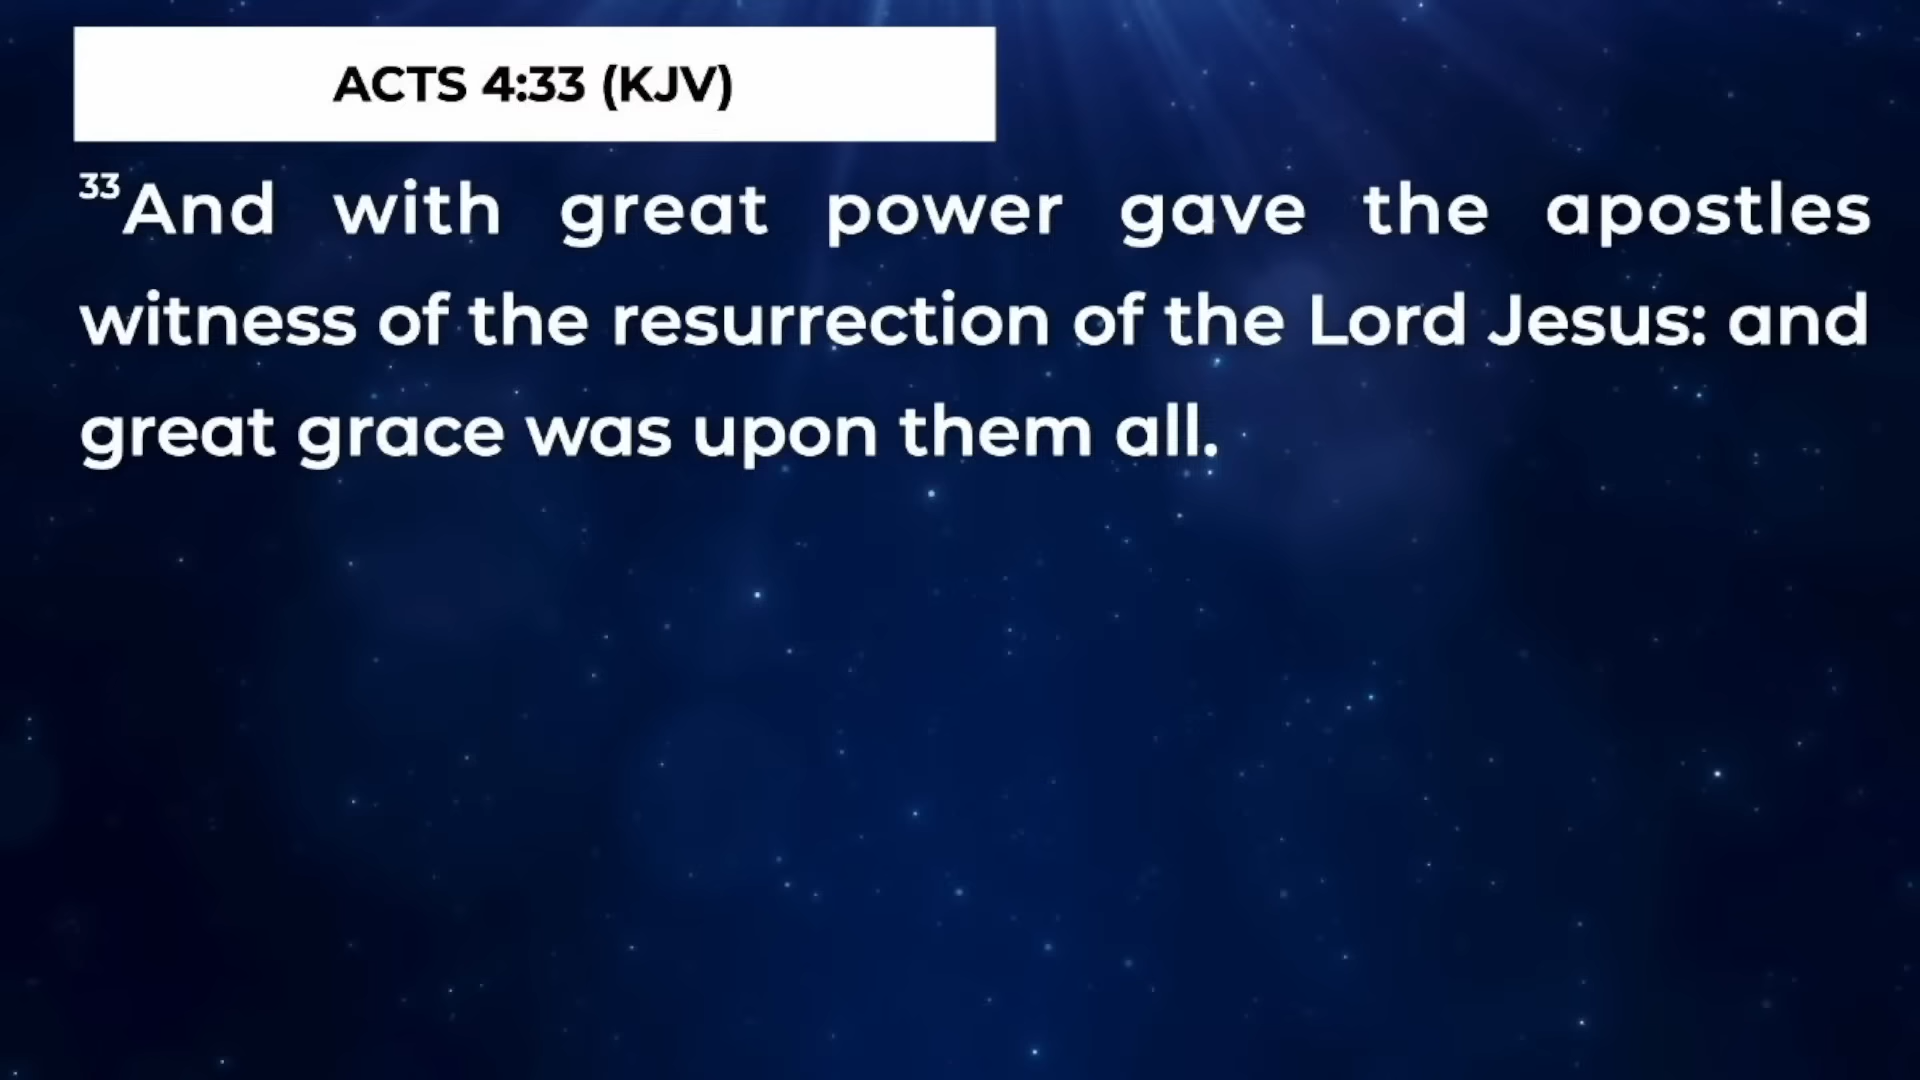 ACTS 4:33 (KJV)
33And with great power gave the apostles
witness of the resurrection of the Lord Jesus: and
great grace was upon them all.